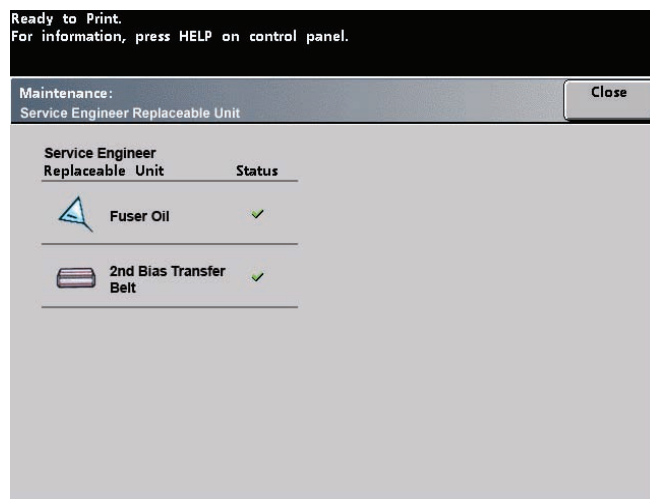 Ready to Print.
For information, press HELP on control panel.
Maintenance:
Service Engineer Replaceable Unit
Close
Service Engineer
Replaceable Unit
Status
Fuser Oil
2nd Bias Transfer
Belt